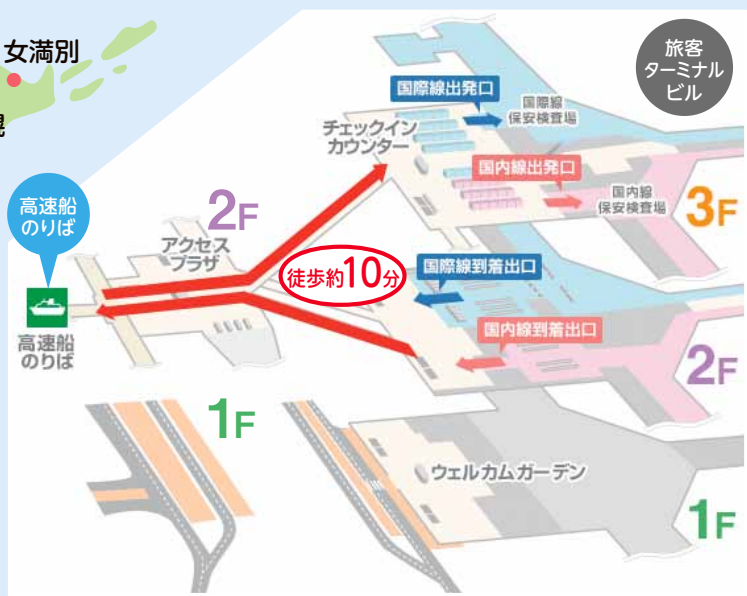 女満別
幌
旅客
ターミナル
ビル
国際線出発口
国際線
保安検査場
チェックイン
カウンター
国内線出発口
国内線
保安検査場
3F
高速船
のりば
2F
アクセス
プラザ
徒歩約10分
国際線到着出口
国内線到着出口
高速船
のりば
2F
1F
ウェルカムガーデン
1F